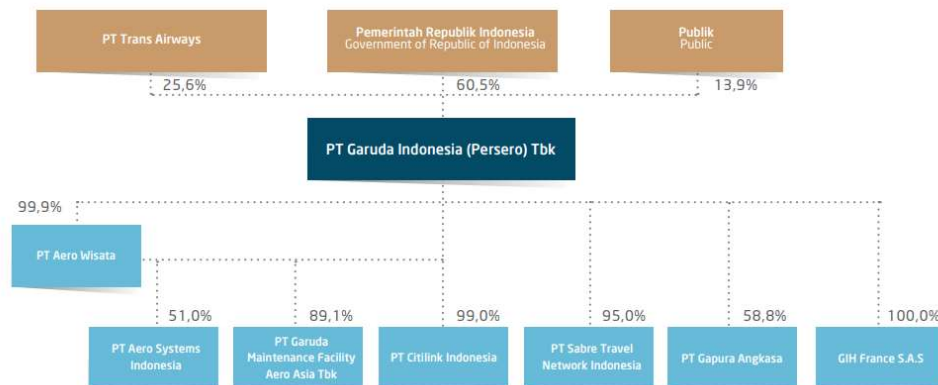 PT Trans Airways
Pemerintah Republik Indonesia
Government of Republic of Indonesia
Publik
Public
25,6%
60,5%
13,9%
PT Garuda Indonesia (Persero) Tbk
99,9%
PT Aero Wisata
51,0%
89,1%
99,0%
95,0%
58,8%
100,0%
PT Aero Systems
Indonesia
PT Garuda
Maintenance Facility
Aero Asia Tbk
PT Citilink Indonesia
PT Sabre Travel
Network Indonesia
PT Gapura Angkasa
GIH France S.A.S